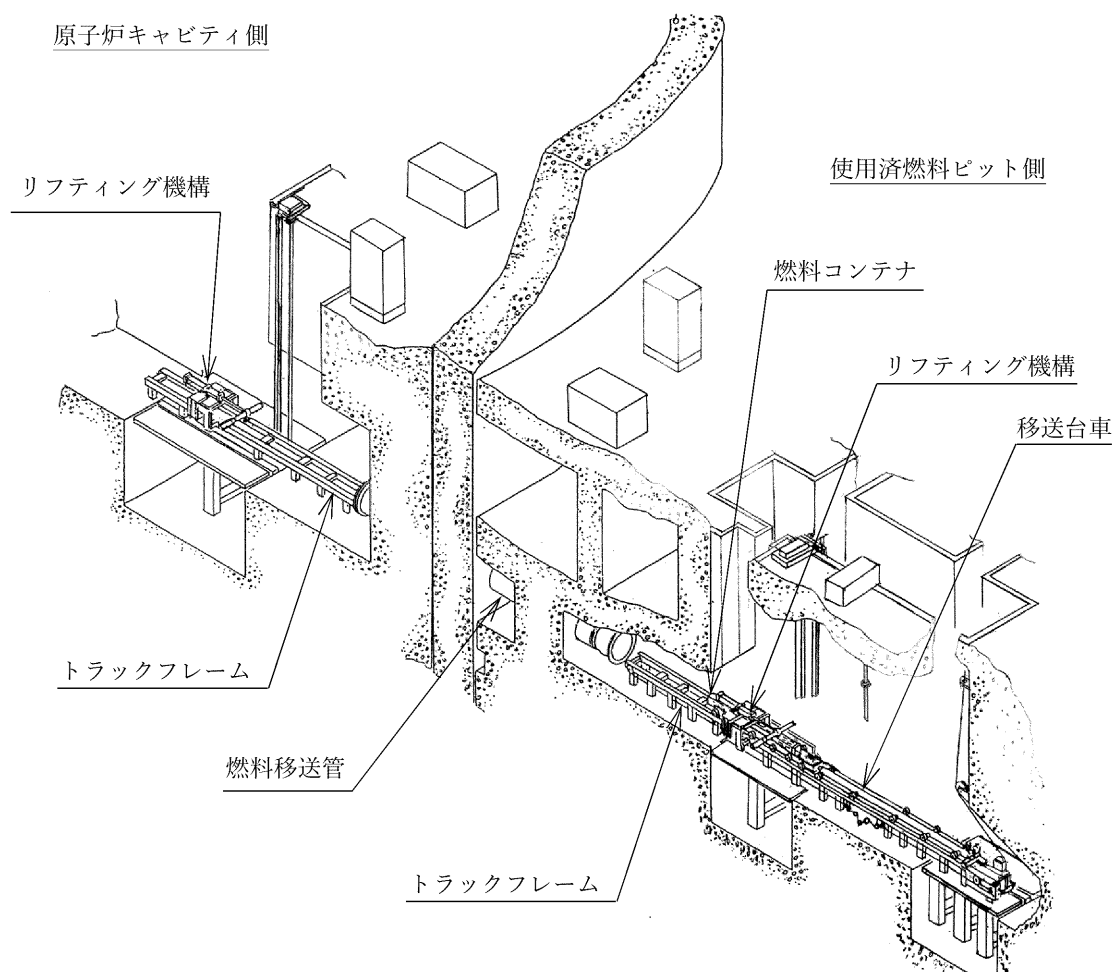 原子炉キャビティ側
使用済燃料ピット側
リフティング機構
燃料コンテナ
リフティング機構
移送台車
トラックフレーム
燃料移送管
トラックフレーム